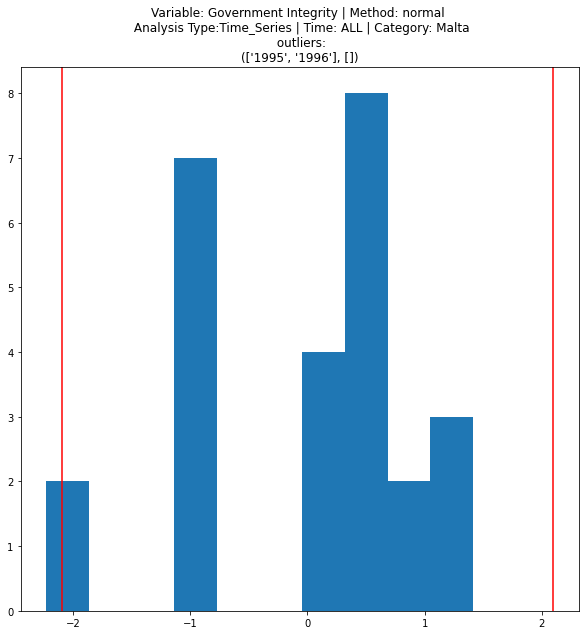 Variable: Government Integrity | Method: normal
Analysis Type:Time_Series | Time: ALL | Category: Malta
outliers:
(['1995', '1996'], [])
8
7
6
5
4
3
2
1
0
−2 −1 0 1 2